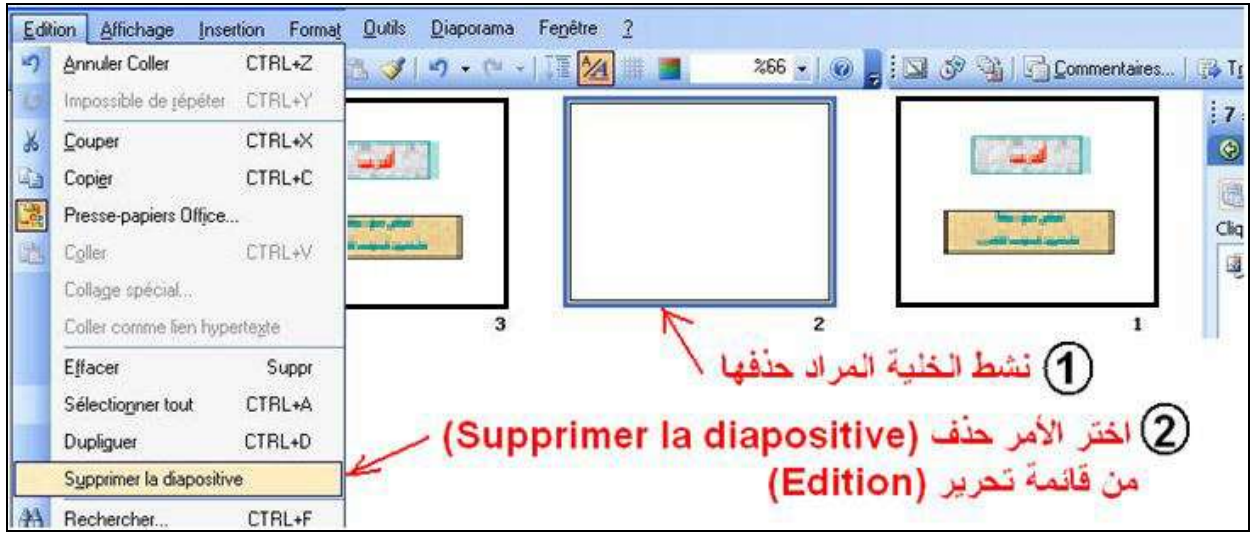 Edition Affichage Insertion Format Outils Diaporama Fenêtre ?
%66 Commentaires...
Annuler Coller CTRL+Z
Impossible de répéter CTRL+Y
Couper CTRL+X
Copier CTRL+C
Presse-papiers Office...
Coller CTRL+V
Collage spécial...
Coller comme lien hypertexte
Effacer Suppr
Sélectionner tout CTRL+A
Dupliquer CTRL+D
Supprimer la diapositive
Rechercher... CTRL+F
7
1
2
3
① نشط الخلية المراد حذفها
② اختر الأمر حذف (Supprimer la diapositive)
من قائمة تحرير (Edition)